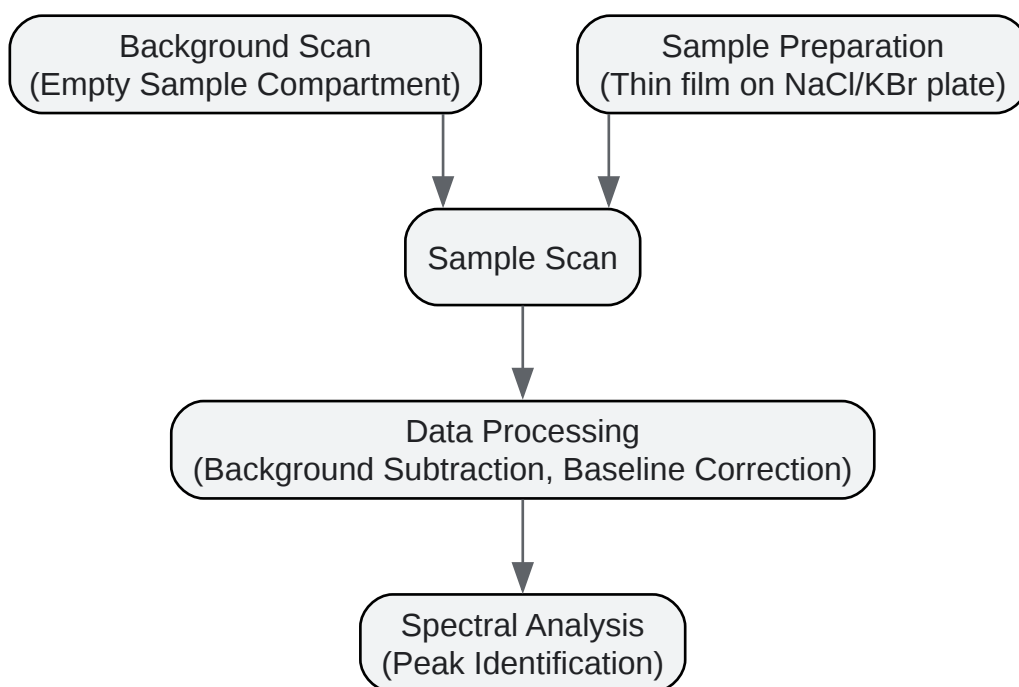 Background Scan
(Empty Sample Compartment)
Sample Preparation
(Thin film on NaCl/KBr plate)
Sample Scan
Data Processing
(Background Subtraction, Baseline Correction)
Spectral Analysis
(Peak Identification)